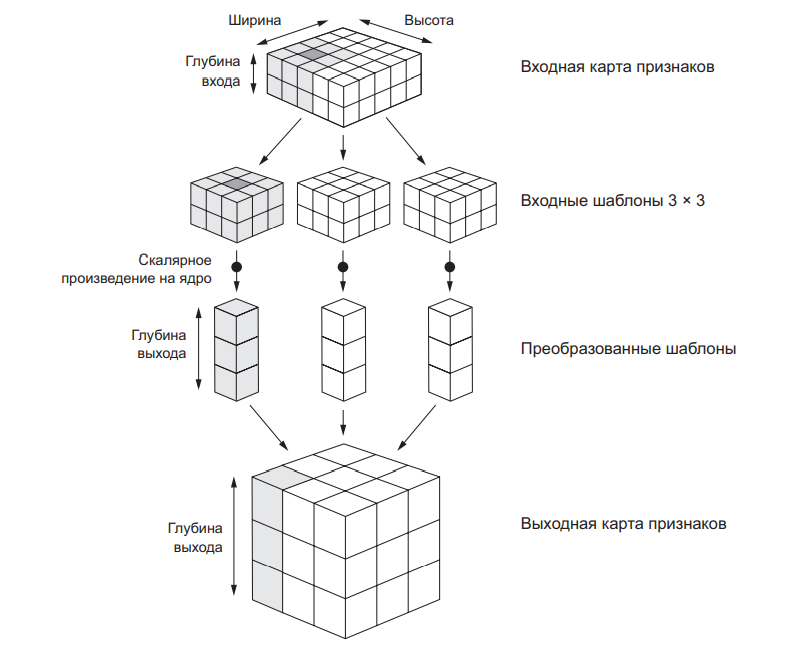 Ширина
Высота
Глубина
входа
Входная карта признаков
Входные шаблоны 3 × 3
Скалярное
произведение на ядро
Глубина
выхода
Преобразованные шаблоны
Глубина
выхода
Выходная карта признаков